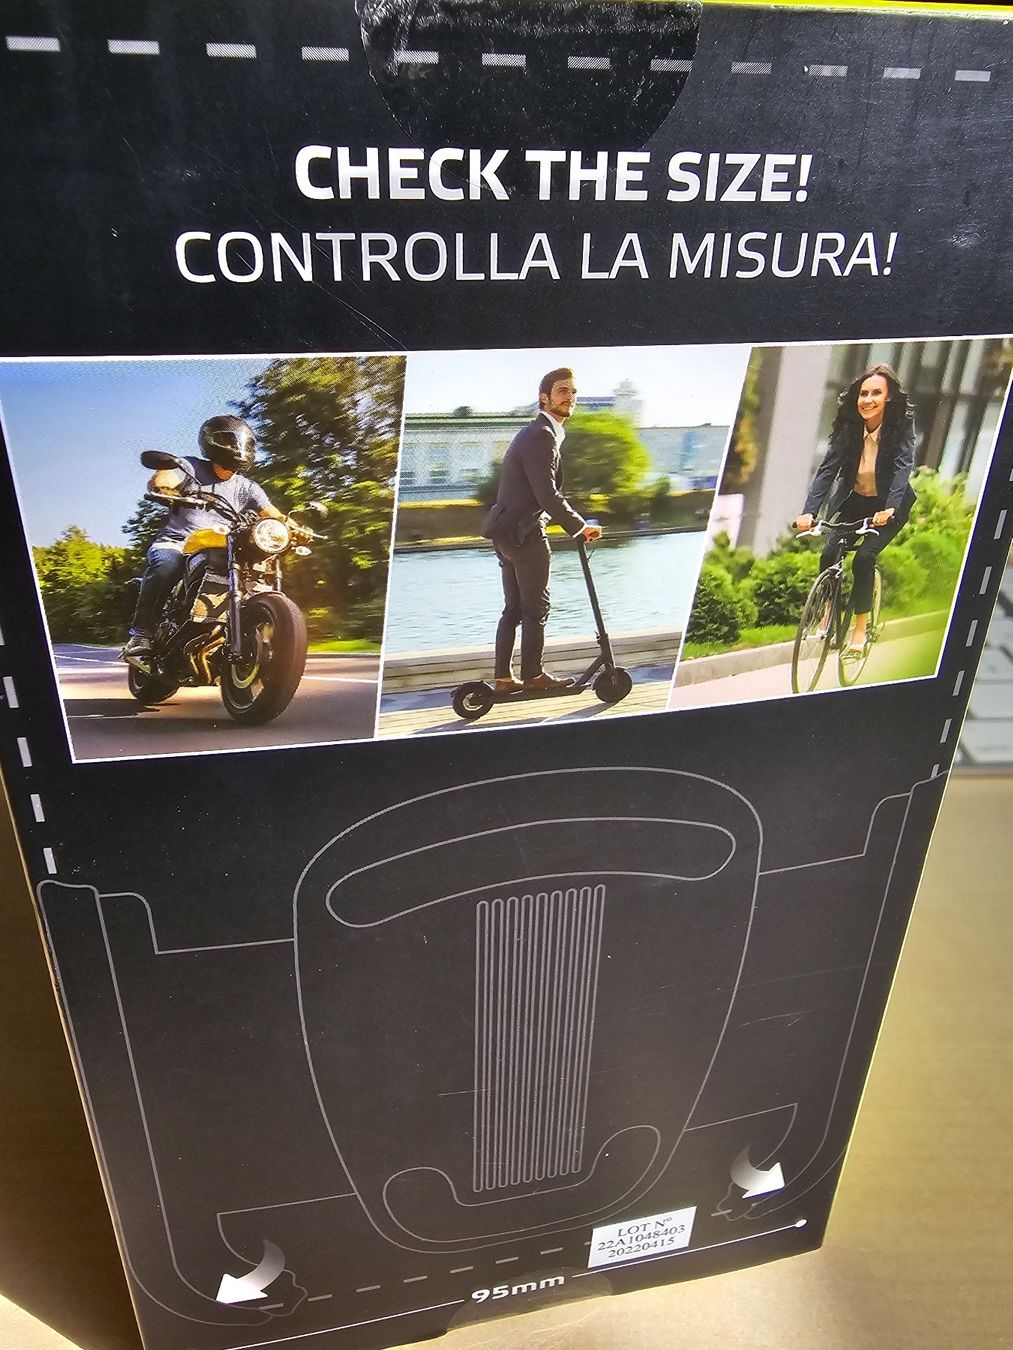 CHECK THE SIZE!
CONTROLLA LA MISURA!
LOT N°
22A1048403
20220415
95mm